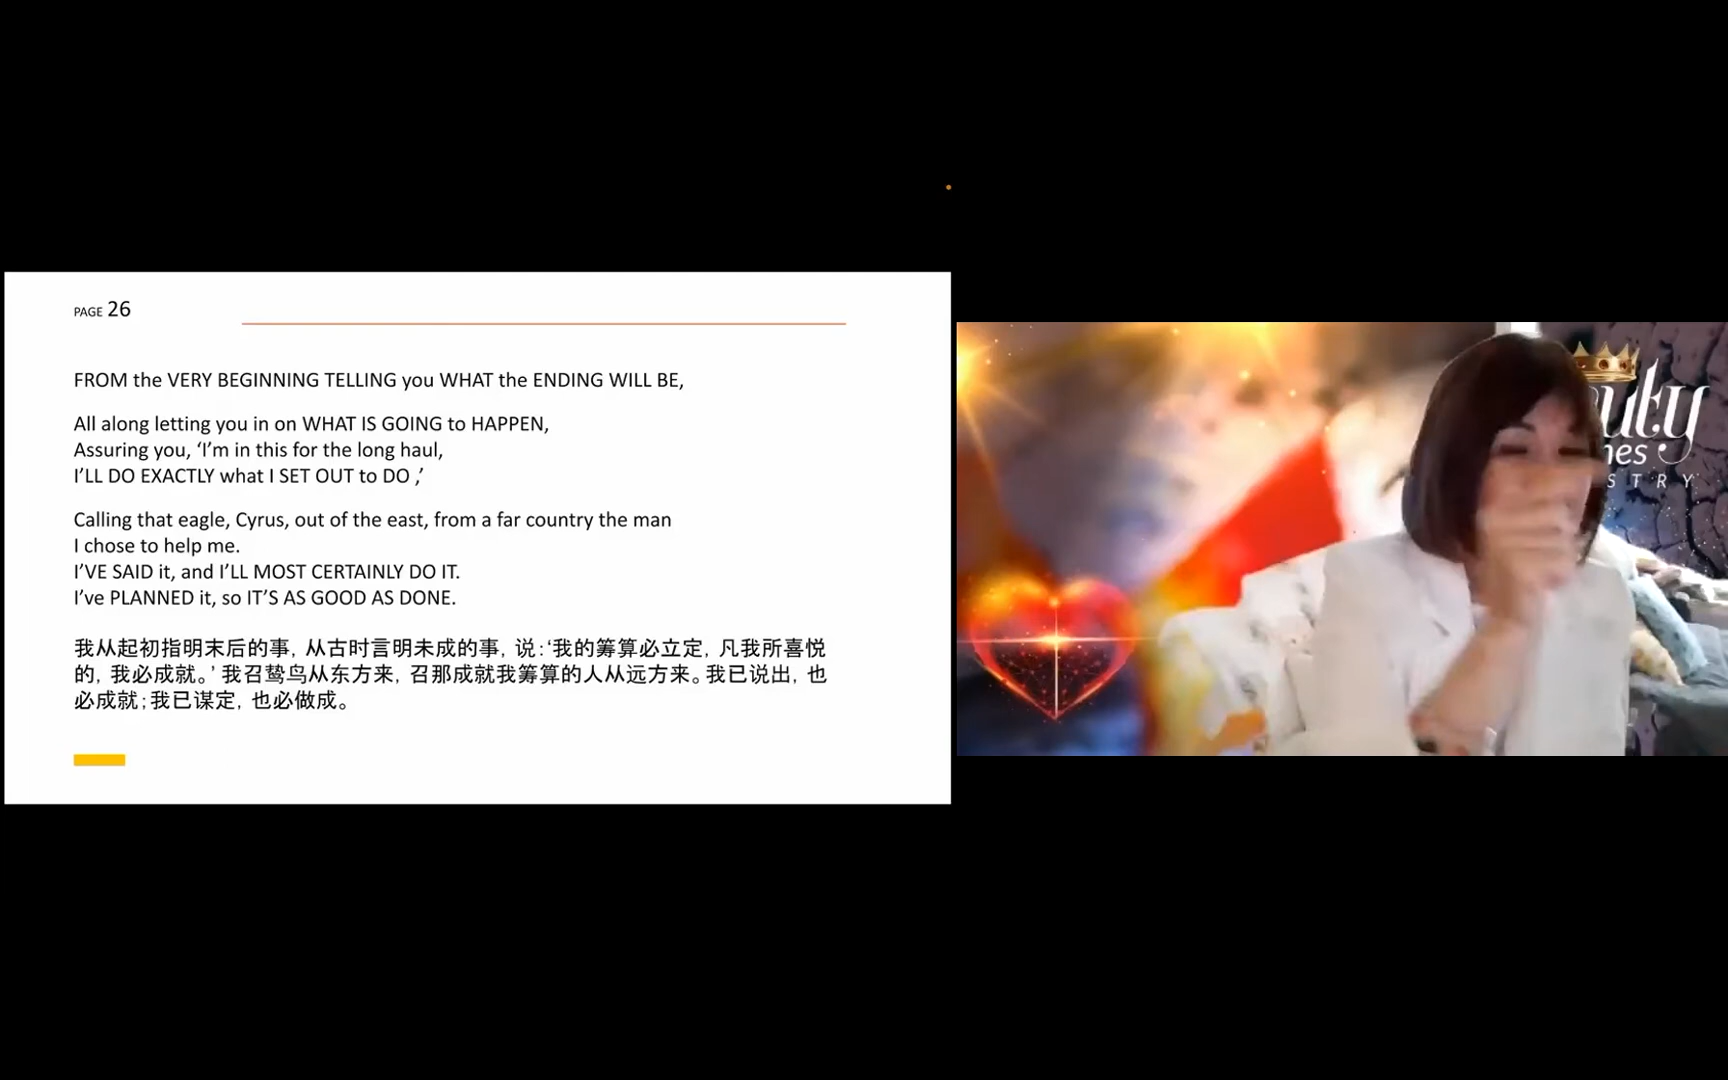 PAGE 26
FROM the VERY BEGINNING TELLING you WHAT the ENDING WILL BE,
All along letting you in on WHAT IS GOING to HAPPEN,
Assuring you, ‘I’m in this for the long haul,
I’LL DO EXACTLY what I SET OUT to DO ,’
Calling that eagle, Cyrus, out of the east, from a far country the man
I chose to help me.
I’VE SAID it, and I’LL MOST CERTAINLY DO IT.
I’ve PLANNED it, so IT’S AS GOOD AS DONE.
我从起初指明末后的事，从古时言明未成的事，说：‘我的筹算必立定，凡我所喜悦
的，我必成就。’ 我召鸷鸟从东方来，召那成就我筹算的人从远方来。我已说出，也
必成就；我已谋定，也必做成。